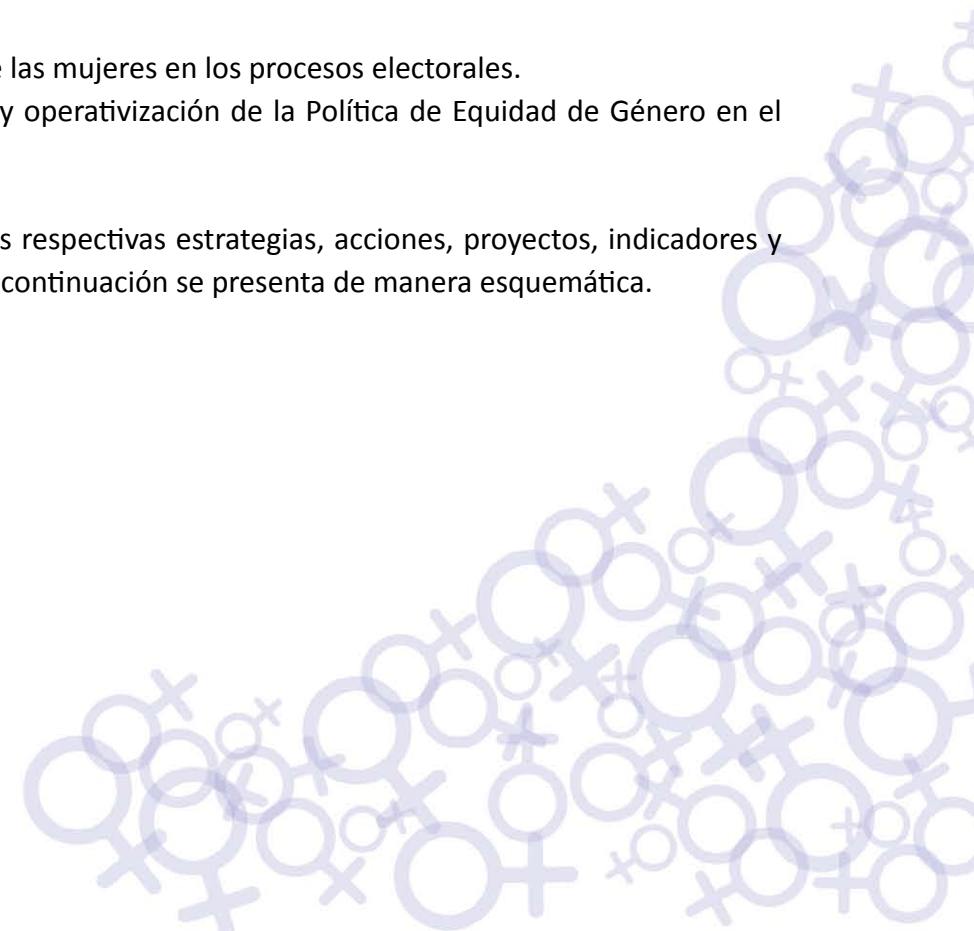 las mujeres en los procesos electorales.
y operativización de la Política de Equidad de Género en el
respectivas estrategias, acciones, proyectos, indicadores y
continuación se presenta de manera esquemática.